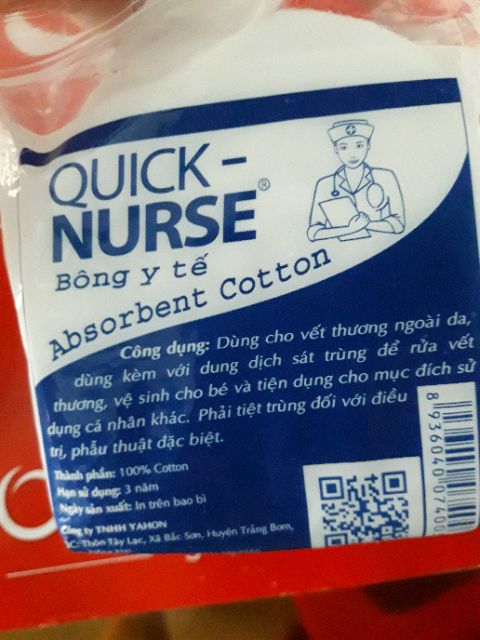 QUICK –
NURSE®
Bông y tế
Absorbent Cotton
Công dụng: Dùng cho vết thương ngoài da,
dùng kèm với dung dịch sát trùng để rửa vết
thương, vệ sinh cho bé và tiện dụng cho mục đích sử
dụng cá nhân khác. Phải tiệt trùng đối với điều
trị, phẫu thuật đặc biệt.
Thành phần: 100% Cotton
Hạn sử dụng: 3 năm
Ngày sản xuất: In trên bao bì
Công ty TNHH YAHON
ĐC: Thôn Tây Lạc, Xã Bắc Sơn, Huyện Trảng Bom,
8 936040 07400